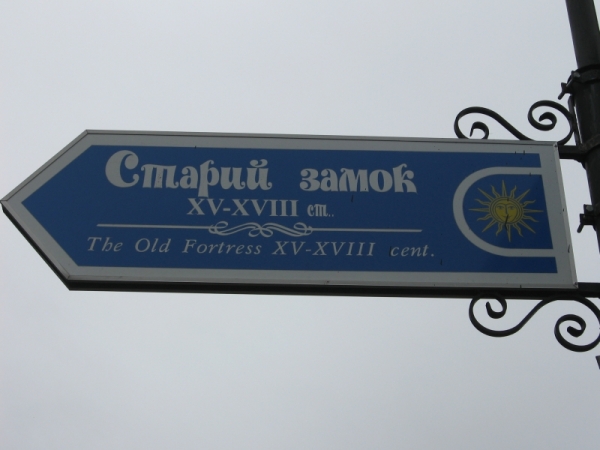 Старий замок
XV-XVIII ст..
The Old Fortress XV-XVIII cent.